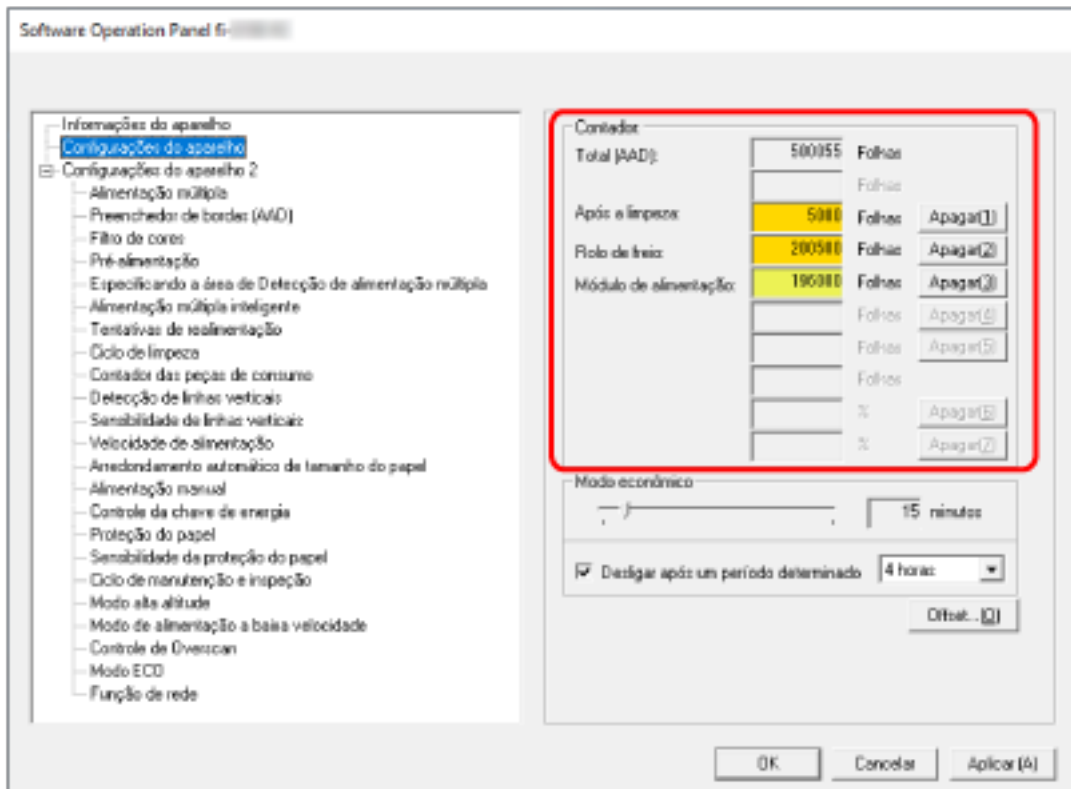 Software Operation Panel fi-
Informações do aparelho
Configurações do aparelho
Configurações do aparelho 2
Alimentação múltipla
Preenchedor de bordas (AAD)
Filtro de cores
Pré-alimentação
Especificando a área de Detecção de alimentação múltipla
Alimentação múltipla inteligente
Tentativas de realimentação
Ciclo de limpeza
Contador das peças de consumo
Detecção de linhas verticais
Sensibilidade de linhas verticais
Velocidade de alimentação
Arredondamento automático de tamanho do papel
Alimentação manual
Controle da chave de energia
Proteção do papel
Sensibilidade da proteção do papel
Ciclo de manutenção e inspeção
Modo alta altitude
Modo de alimentação a baixa velocidade
Controle de Overscan
Modo ECO
Função de rede
Contador
Total (AAD): 500055 Folhas
Folhas
Após a limpeza: 5000 Folhas Apagar(1)
Rolo de freio: 200500 Folhas Apagar(2)
Módulo de alimentação: Folhas Apagar(3)
Folhas Apagar(4)
Folhas Apagar(5)
Folhas
% Apagar(6)
% Apagar(7)
Modo econômico
15 minutos
Desligar após um período determinado 4 horas
Offset...(O)
OK Cancelar Aplicar(A)